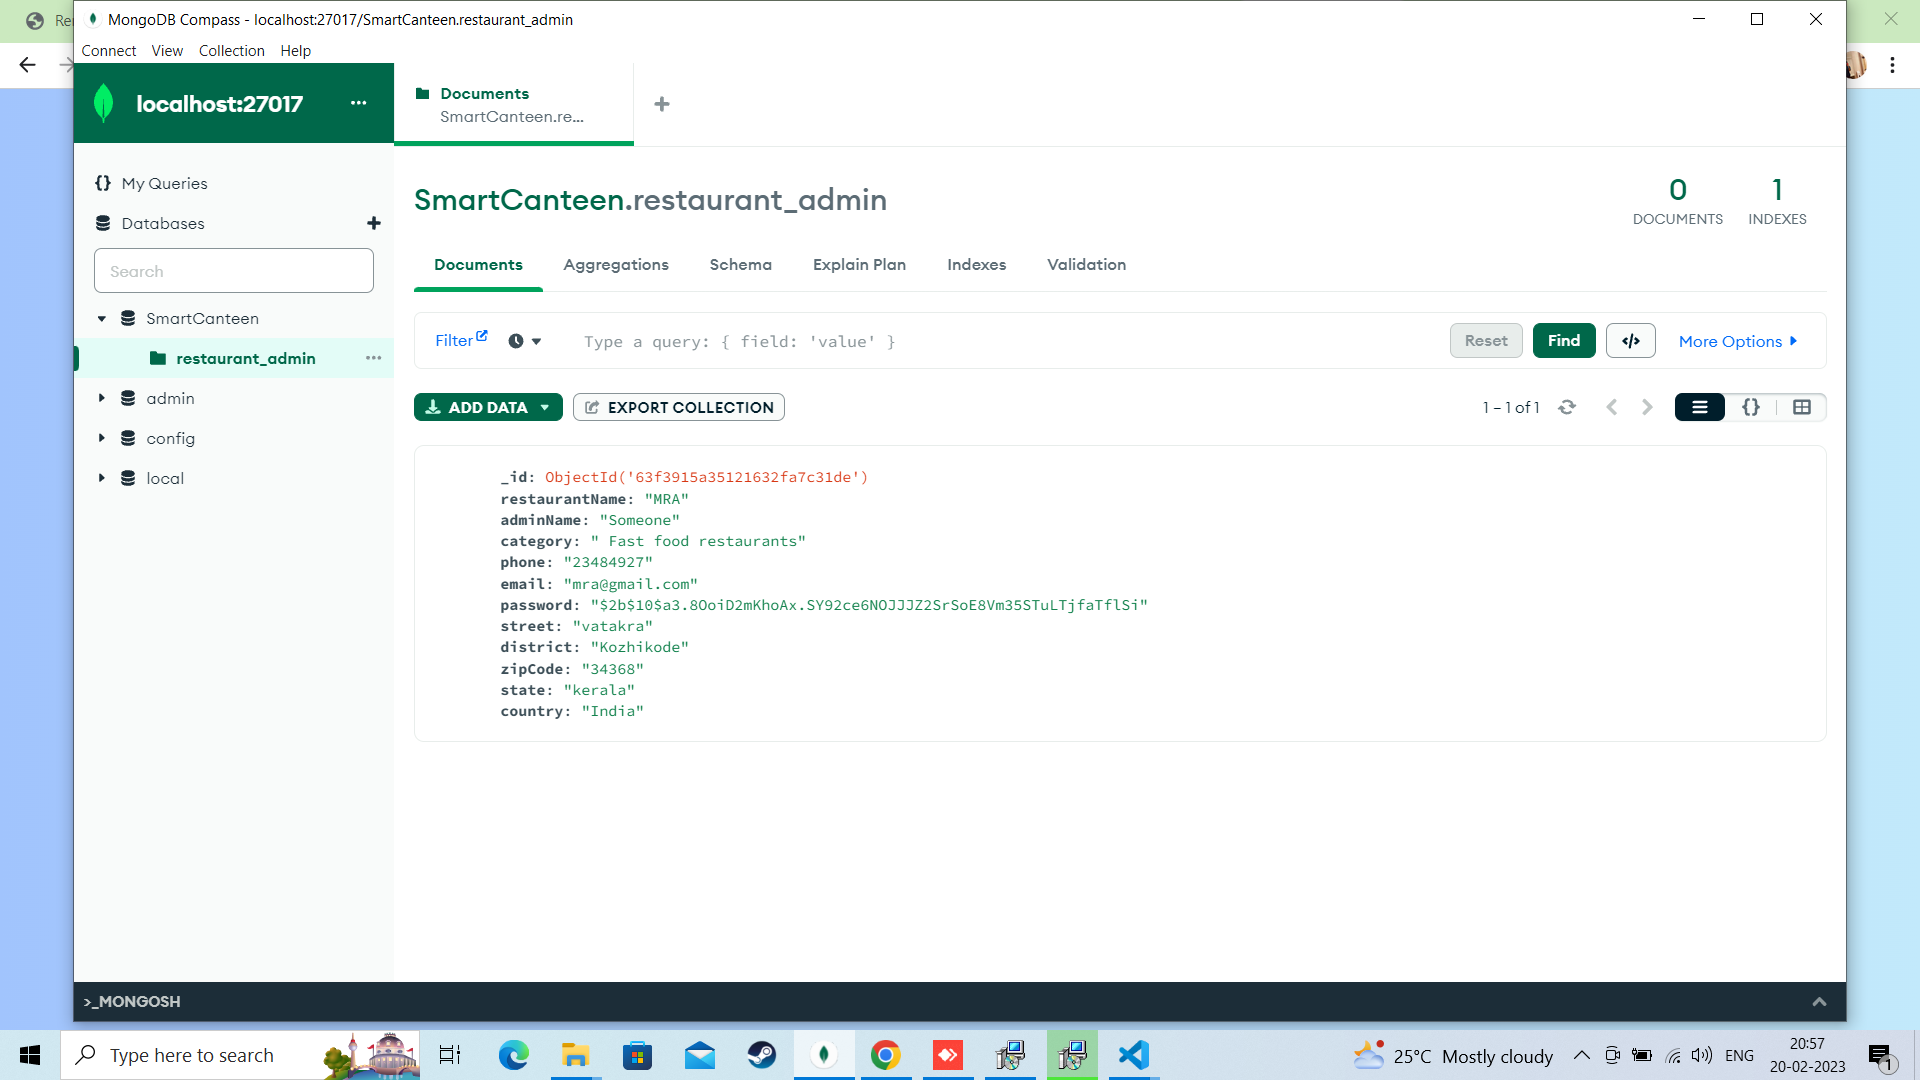 Re
MongoDB Compass - localhost:27017/SmartCanteen.restaurant_admin
Connect View Collection Help
localhost:27017
Documents
SmartCanteen.re...
My Queries
Databases
Search
SmartCanteen
restaurant_admin
admin
config
local
SmartCanteen.restaurant_admin
0
DOCUMENTS
1
INDEXES
Documents Aggregations Schema Explain Plan Indexes Validation
Filter
Type a query: { field: 'value' }
Reset
Find
</>
More Options
ADD DATA
EXPORT COLLECTION
1 – 1 of 1
{}
_id: ObjectId('63f3915a35121632fa7c31de')
restaurantName: "MRA"
adminName: "Someone"
category: " Fast food restaurants"
phone: "23484927"
email: "mra@gmail.com"
password: "$2b$10$a3.8OoiD2mKhoAx.SY92ce6NOJJJZ2SrSoE8Vm35STuLTjfaTflSi"
street: "vatakra"
district: "Kozhikode"
zipCode: "34368"
state: "kerala"
country: "India"
>_MONGOSH
Type here to search
25°C Mostly cloudy
ENG
20:57
20-02-2023
1